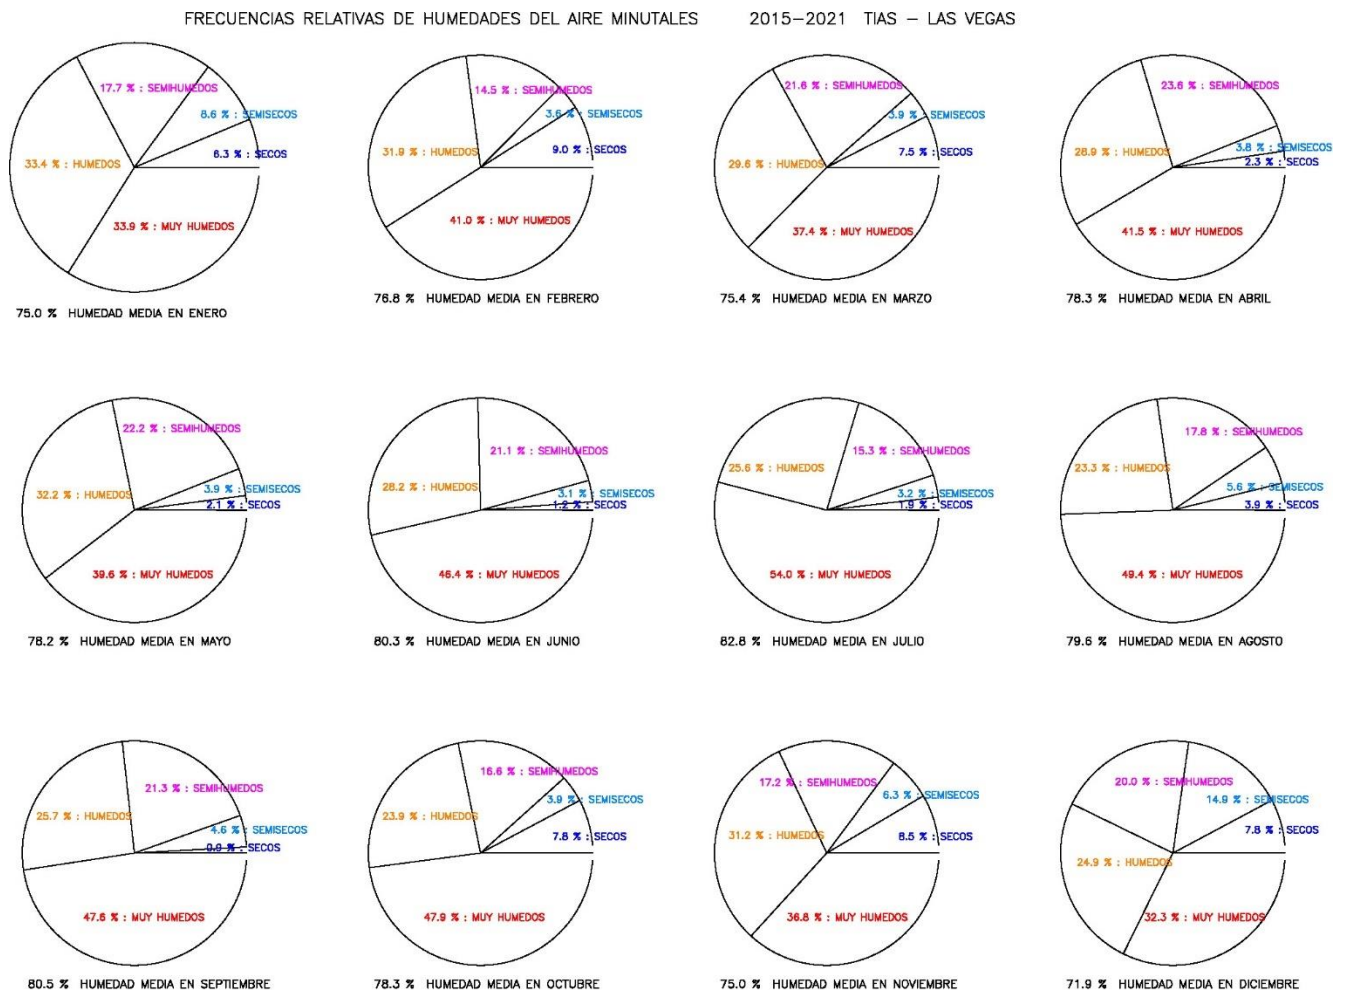 FRECUENCIAS RELATIVAS DE HUMEDADES DEL AIRE MINUTALES 2015-2021 TIAS - LAS VEGAS
17.7 % : SEMIHUMEDOS
8.6 % : SEMISECOS
6.3 % : SECOS
33.4 % : HUMEDOS
33.9 % : MUY HUMEDOS
75.0 % HUMEDAD MEDIA EN ENERO
14.5 % : SEMIHUMEDOS
3.6 % : SEMISECOS
9.0 % : SECOS
31.9 % : HUMEDOS
41.0 % : MUY HUMEDOS
76.8 % HUMEDAD MEDIA EN FEBRERO
21.6 % : SEMIHUMEDOS
3.9 % : SEMISECOS
7.5 % : SECOS
29.6 % : HUMEDOS
37.4 % : MUY HUMEDOS
75.4 % HUMEDAD MEDIA EN MARZO
23.6 % : SEMIHUMEDOS
3.8 % : SEMISECOS
2.3 % : SECOS
28.9 % : HUMEDOS
41.5 % : MUY HUMEDOS
78.3 % HUMEDAD MEDIA EN ABRIL
22.2 % : SEMIHUMEDOS
3.9 % : SEMISECOS
2.1 % : SECOS
32.2 % : HUMEDOS
39.6 % : MUY HUMEDOS
78.2 % HUMEDAD MEDIA EN MAYO
21.1 % : SEMIHUMEDOS
3.1 % : SEMISECOS
1.2 % : SECOS
28.2 % : HUMEDOS
46.4 % : MUY HUMEDOS
80.3 % HUMEDAD MEDIA EN JUNIO
15.3 % : SEMIHUMEDOS
3.2 % : SEMISECOS
1.9 % : SECOS
25.6 % : HUMEDOS
54.0 % : MUY HUMEDOS
82.8 % HUMEDAD MEDIA EN JULIO
17.8 % : SEMIHUMEDOS
5.6 % : SEMISECOS
3.9 % : SECOS
23.3 % : HUMEDOS
49.4 % : MUY HUMEDOS
79.6 % HUMEDAD MEDIA EN AGOSTO
21.3 % : SEMIHUMEDOS
4.6 % : SEMISECOS
0.9 % : SECOS
25.7 % : HUMEDOS
47.6 % : MUY HUMEDOS
80.5 % HUMEDAD MEDIA EN SEPTIEMBRE
16.6 % : SEMIHUMEDOS
3.9 % : SEMISECOS
7.8 % : SECOS
23.9 % : HUMEDOS
47.9 % : MUY HUMEDOS
78.3 % HUMEDAD MEDIA EN OCTUBRE
17.2 % : SEMIHUMEDOS
6.3 % : SEMISECOS
8.5 % : SECOS
31.2 % : HUMEDOS
36.8 % : MUY HUMEDOS
75.0 % HUMEDAD MEDIA EN NOVIEMBRE
20.0 % : SEMIHUMEDOS
14.9 % : SEMISECOS
7.8 % : SECOS
24.9 % : HUMEDOS
32.3 % : MUY HUMEDOS
71.9 % HUMEDAD MEDIA EN DICIEMBRE